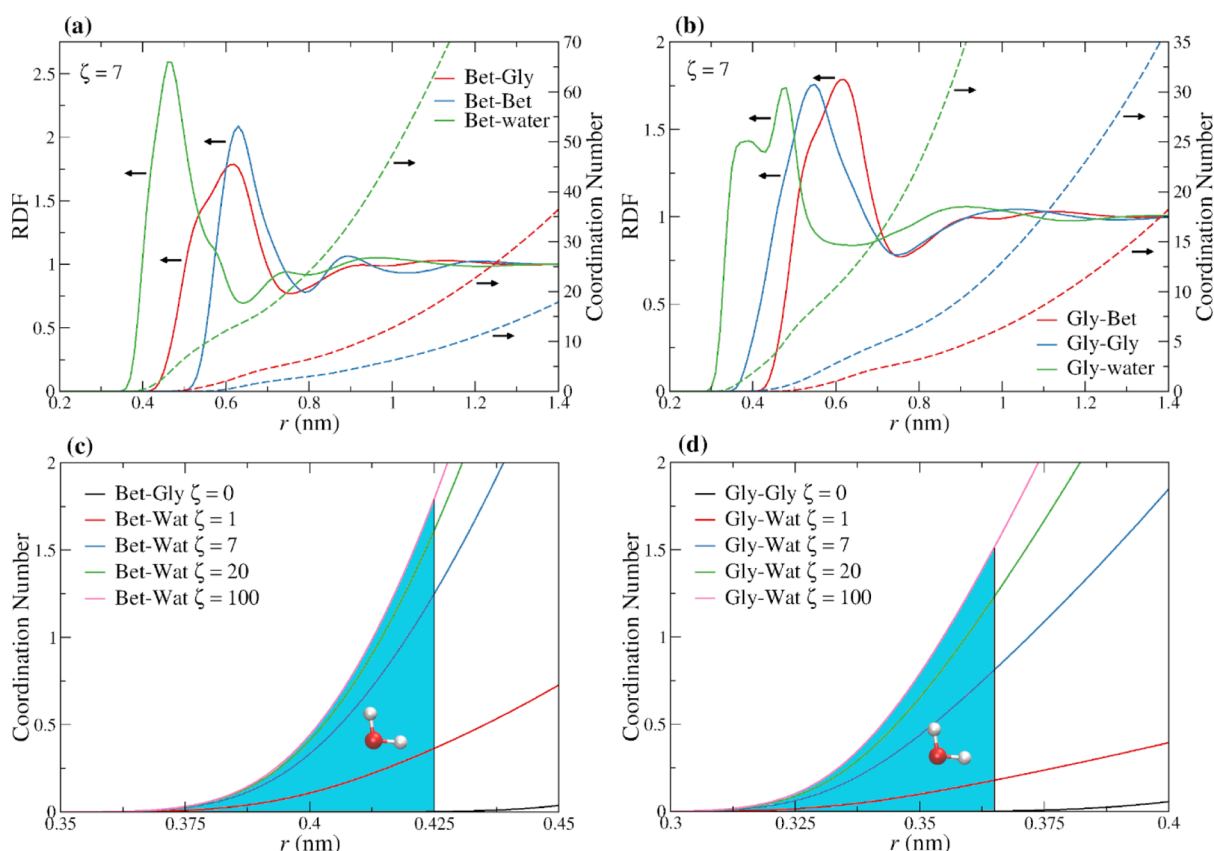 (a)
ζ = 7
Bet-Gly
Bet-Bet
Bet-water
RDF
2.5
2
1.5
1
0.5
0
70
60
50
40
30
20
10
0
Coordination Number
0.2 0.4 0.6 0.8 1 1.2 1.4
r (nm)
(b)
ζ = 7
Gly-Bet
Gly-Gly
Gly-water
RDF
2
1.5
1
0.5
0
35
30
25
20
15
10
5
0
Coordination Number
0.2 0.4 0.6 0.8 1 1.2 1.4
r (nm)
(c)
Bet-Gly ζ = 0
Bet-Wat ζ = 1
Bet-Wat ζ = 7
Bet-Wat ζ = 20
Bet-Wat ζ = 100
Coordination Number
2
1.5
1
0.5
0
0.35 0.375 0.4 0.425 0.45
r (nm)
(d)
Gly-Gly ζ = 0
Gly-Wat ζ = 1
Gly-Wat ζ = 7
Gly-Wat ζ = 20
Gly-Wat ζ = 100
Coordination Number
2
1.5
1
0.5
0
0.3 0.325 0.35 0.375 0.4
r (nm)